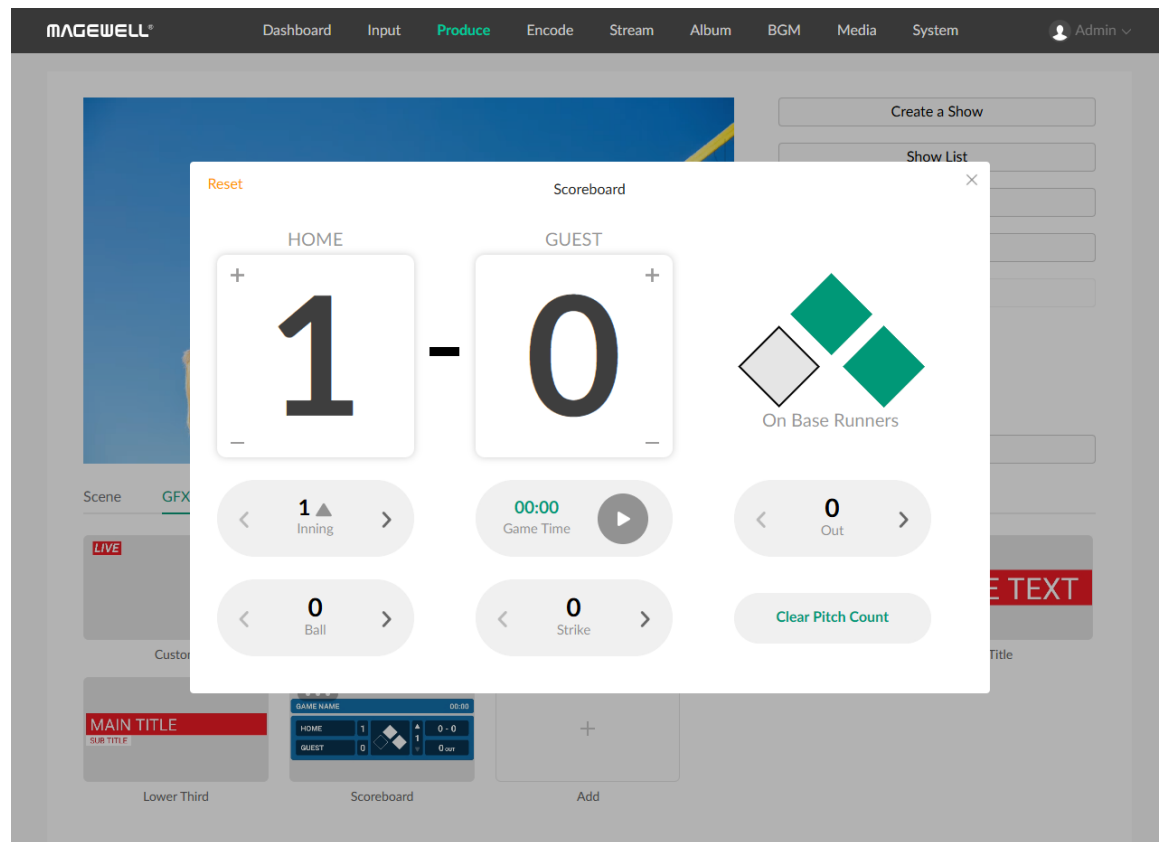 MAGEWELL®
Dashboard Input Produce Encode Stream Album BGM Media System Admin
Create a Show
Show List
Reset Scoreboard
HOME GUEST
+ +
1 - 0
− −
On Base Runners
Scene GFX
1 00:00 0
Inning Game Time Out
LIVE
0 0 Clear Pitch Count
Ball Strike
E TEXT
Custo Title
MAIN TITLE
SUB TITLE
GAME NAME 00:00
HOME 1 0 - 0
1
GUEST 0 0 OUT
+
Lower Third Scoreboard Add